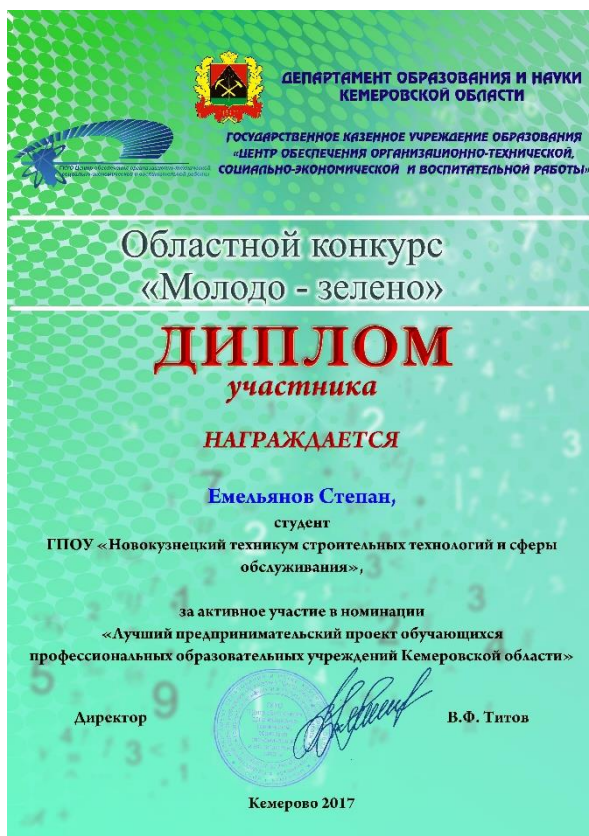 ДЕПАРТАМЕНТ ОБРАЗОВАНИЯ И НАУКИ
КЕМЕРОВСКОЙ ОБЛАСТИ
ГОСУДАРСТВЕННОЕ КАЗЕННОЕ УЧРЕЖДЕНИЕ ОБРАЗОВАНИЯ
«ЦЕНТР ОБЕСПЕЧЕНИЯ ОРГАНИЗАЦИОННО-ТЕХНИЧЕСКОЙ,
СОЦИАЛЬНО-ЭКОНОМИЧЕСКОЙ И ВОСПИТАТЕЛЬНОЙ РАБОТЫ»
Областной конкурс
«Молодо - зелено»
ДИПЛОМ
участника
НАГРАЖДАЕТСЯ
Емельянов Степан,
студент
ГПОУ «Новокузнецкий техникум строительных технологий и сферы
обслуживания»,
за активное участие в номинации
«Лучший предпринимательский проект обучающихся
профессиональных образовательных учреждений Кемеровской области»
Директор В.Ф. Титов
Кемерово 2017